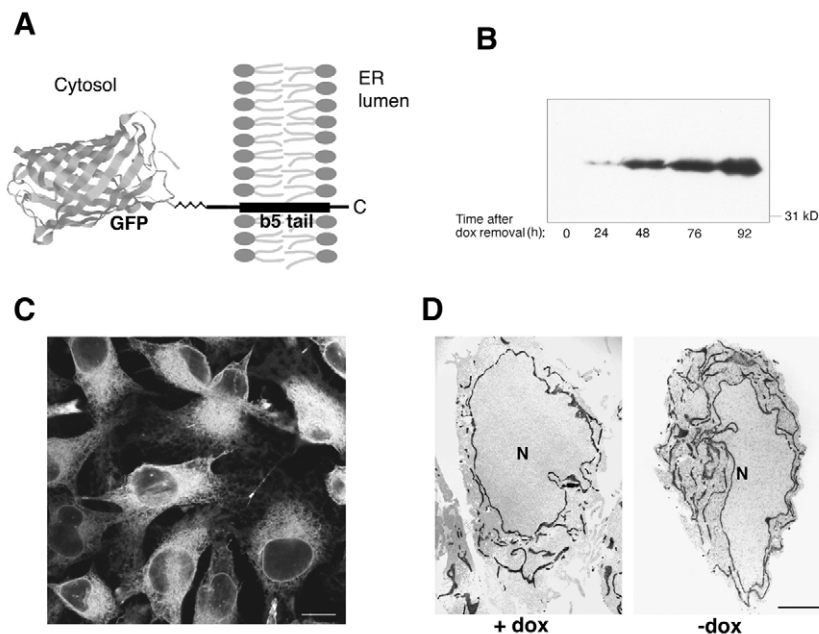 A
Cytosol
ER
lumen
GFP
b5 tail
C
B
31 kD
Time after
dox removal(h): 0 24 48 76 92
C
D
N
N
+ dox
-dox